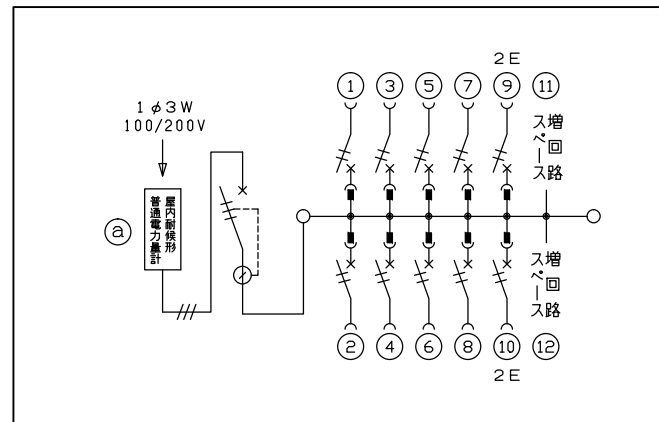 2E
① ③ ⑤ ⑦ ⑨ ⑪
1φ3W
100/200V
増回路
スペース
ⓐ
屋内耐候形
普通電力量計
増回路
スペース
② ④ ⑥ ⑧ ⑩ ⑫
2E